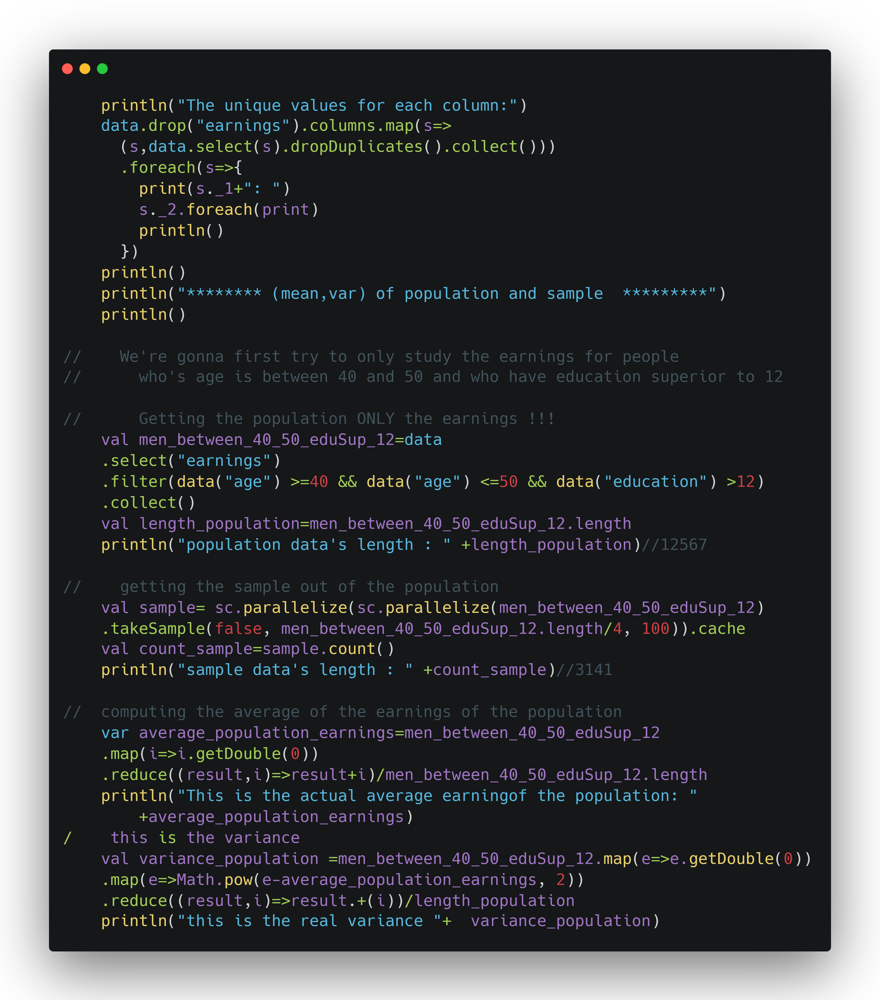 println("The unique values for each column:")
data.drop("earnings").columns.map(s=>
(s,data.select(s).dropDuplicates().collect()))
.foreach(s=>{
print(s._1+": ")
s._2.foreach(print)
println()
})
println()
println("******** (mean,var) of population and sample  *********")
println()
//    We're gonna first try to only study the earnings for people
//      who's age is between 40 and 50 and who have education superior to 12
//      Getting the population ONLY the earnings !!!
val men_between_40_50_eduSup_12=data
.select("earnings")
.filter(data("age") >=40 && data("age") <=50 && data("education") >12)
.collect()
val length_population=men_between_40_50_eduSup_12.length
println("population data's length : " +length_population)//12567
//    getting the sample out of the population
val sample= sc.parallelize(sc.parallelize(men_between_40_50_eduSup_12)
.takeSample(false, men_between_40_50_eduSup_12.length/4, 100)).cache
val count_sample=sample.count()
println("sample data's length : " +count_sample)//3141
//  computing the average of the earnings of the population
var average_population_earnings=men_between_40_50_eduSup_12
.map(i=>i.getDouble(0))
.reduce((result,i)=>result+i)/men_between_40_50_eduSup_12.length
println("This is the actual average earningof the population: "
+average_population_earnings)
/    this is the variance
val variance_population =men_between_40_50_eduSup_12.map(e=>e.getDouble(0))
.map(e=>Math.pow(e-average_population_earnings, 2))
.reduce((result,i)=>result.+(i))/length_population
println("this is the real variance "+  variance_population)